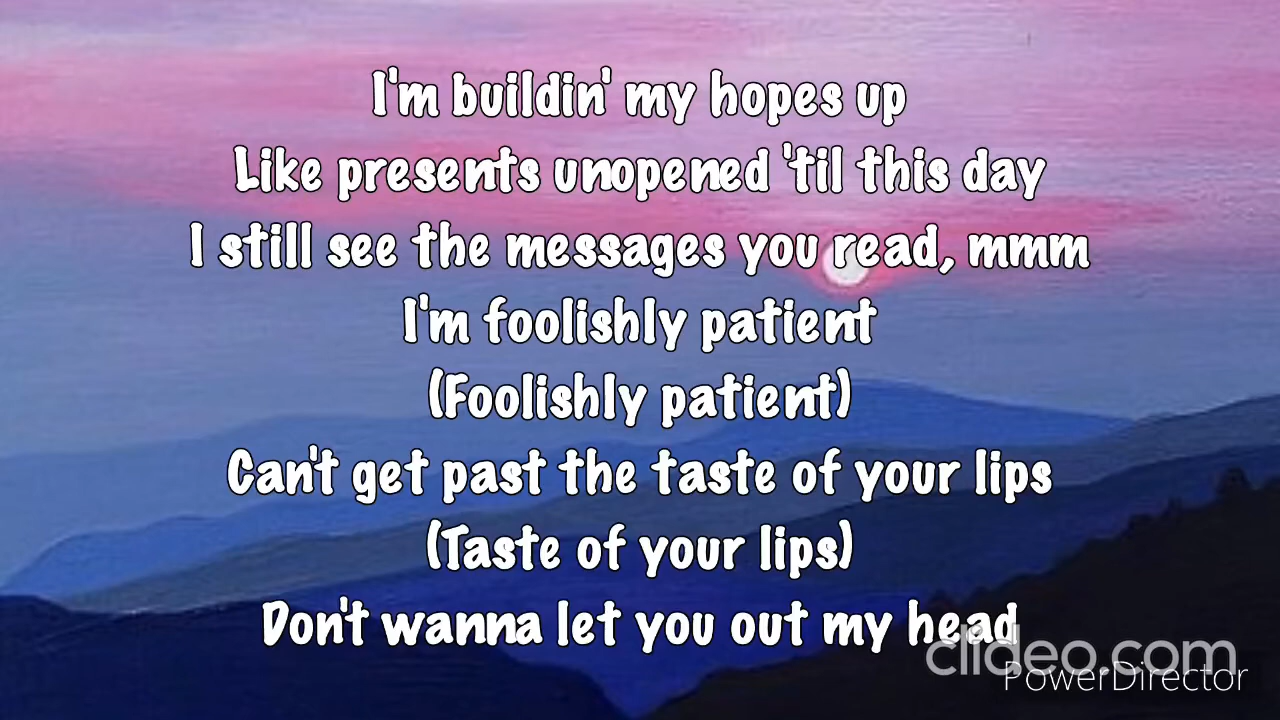 I'm buildin' my hopes up
Like presents unopened 'til this day
I still see the messages you read, mmm
I'm foolishly patient
(Foolishly patient)
Can't get past the taste of your lips
(Taste of your lips)
Don't wanna let you out my head
clideo.com
PowerDirector